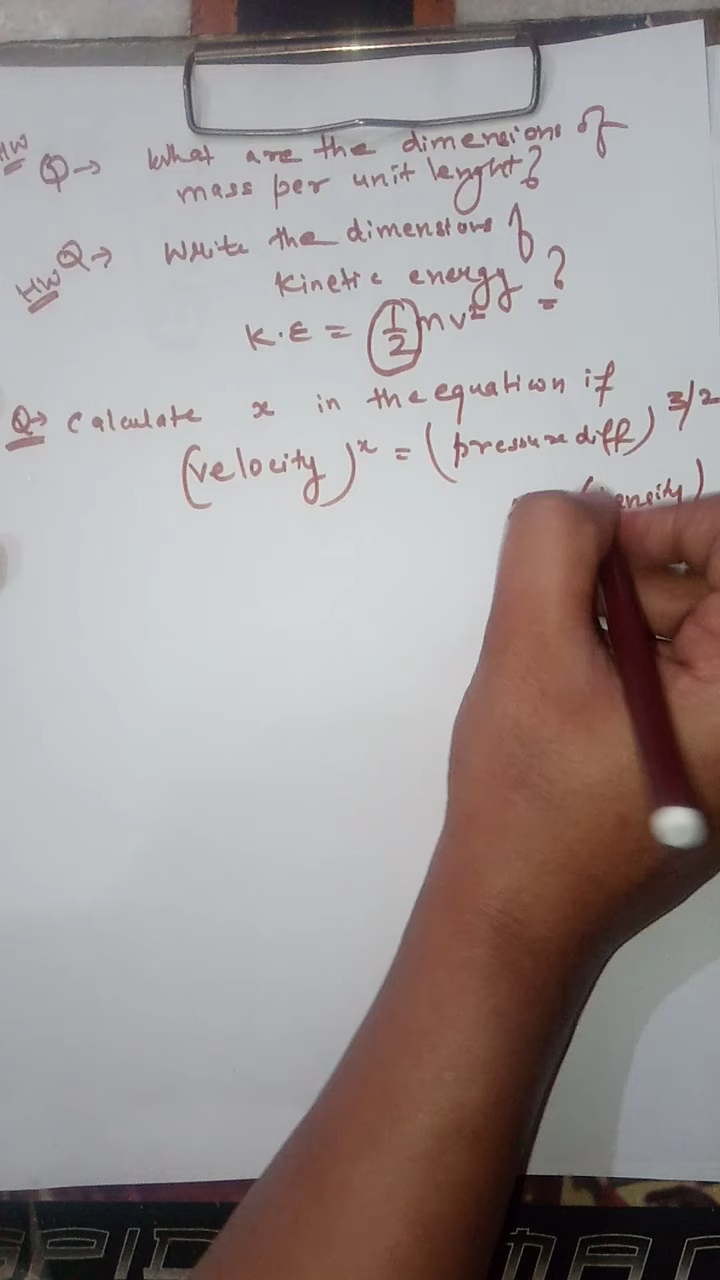 HW Q→ What are the dimensions of
mass per unit lenght?
HW Q→ Write the dimensions of
kinetic energy ?
K.E = 1/2 mv²
Q→ Calculate x in the equation if
(velocity)^x = (pressure diff)^3/2